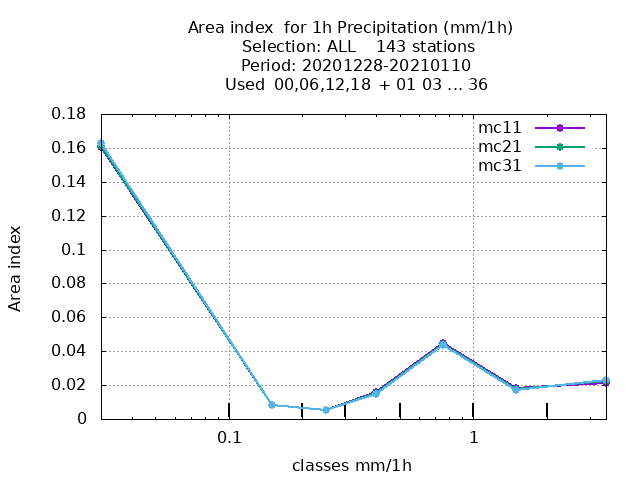 Area index  for 1h Precipitation (mm/1h)
Selection: ALL    143 stations
Period: 20201228-20210110
Used  00,06,12,18  + 01 03 ... 36
mc11
mc21
mc31
0.18
0.16
0.14
0.12
0.1
0.08
0.06
0.04
0.02
0
Area index
0.1
1
classes mm/1h